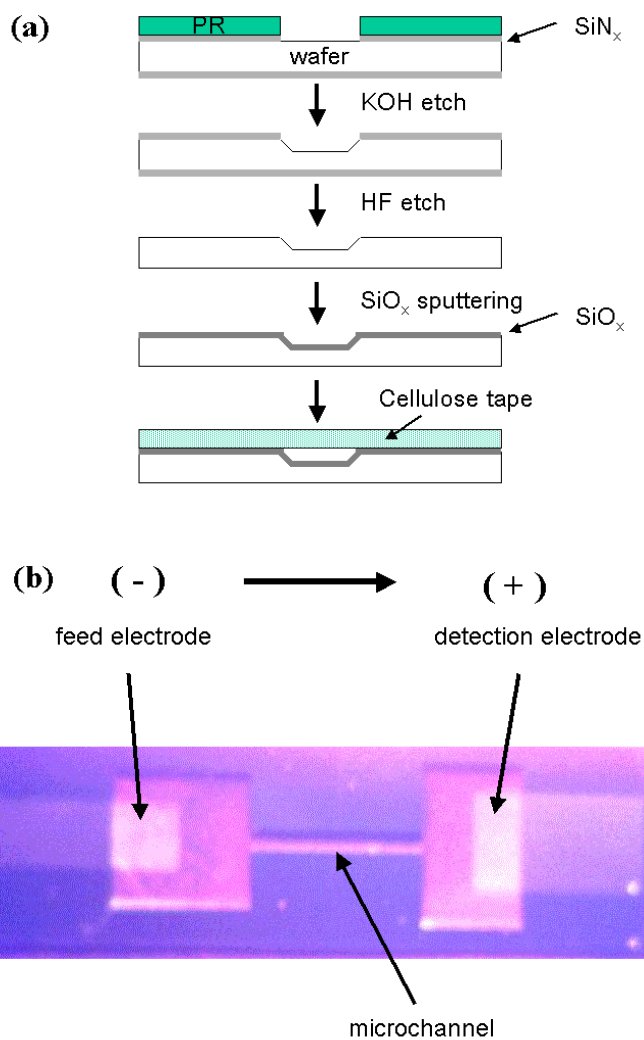 (a)
PR
SiNx
wafer
KOH etch
HF etch
SiOx sputtering
SiOx
Cellulose tape
(b) (-) (+)
feed electrode detection electrode
microchannel